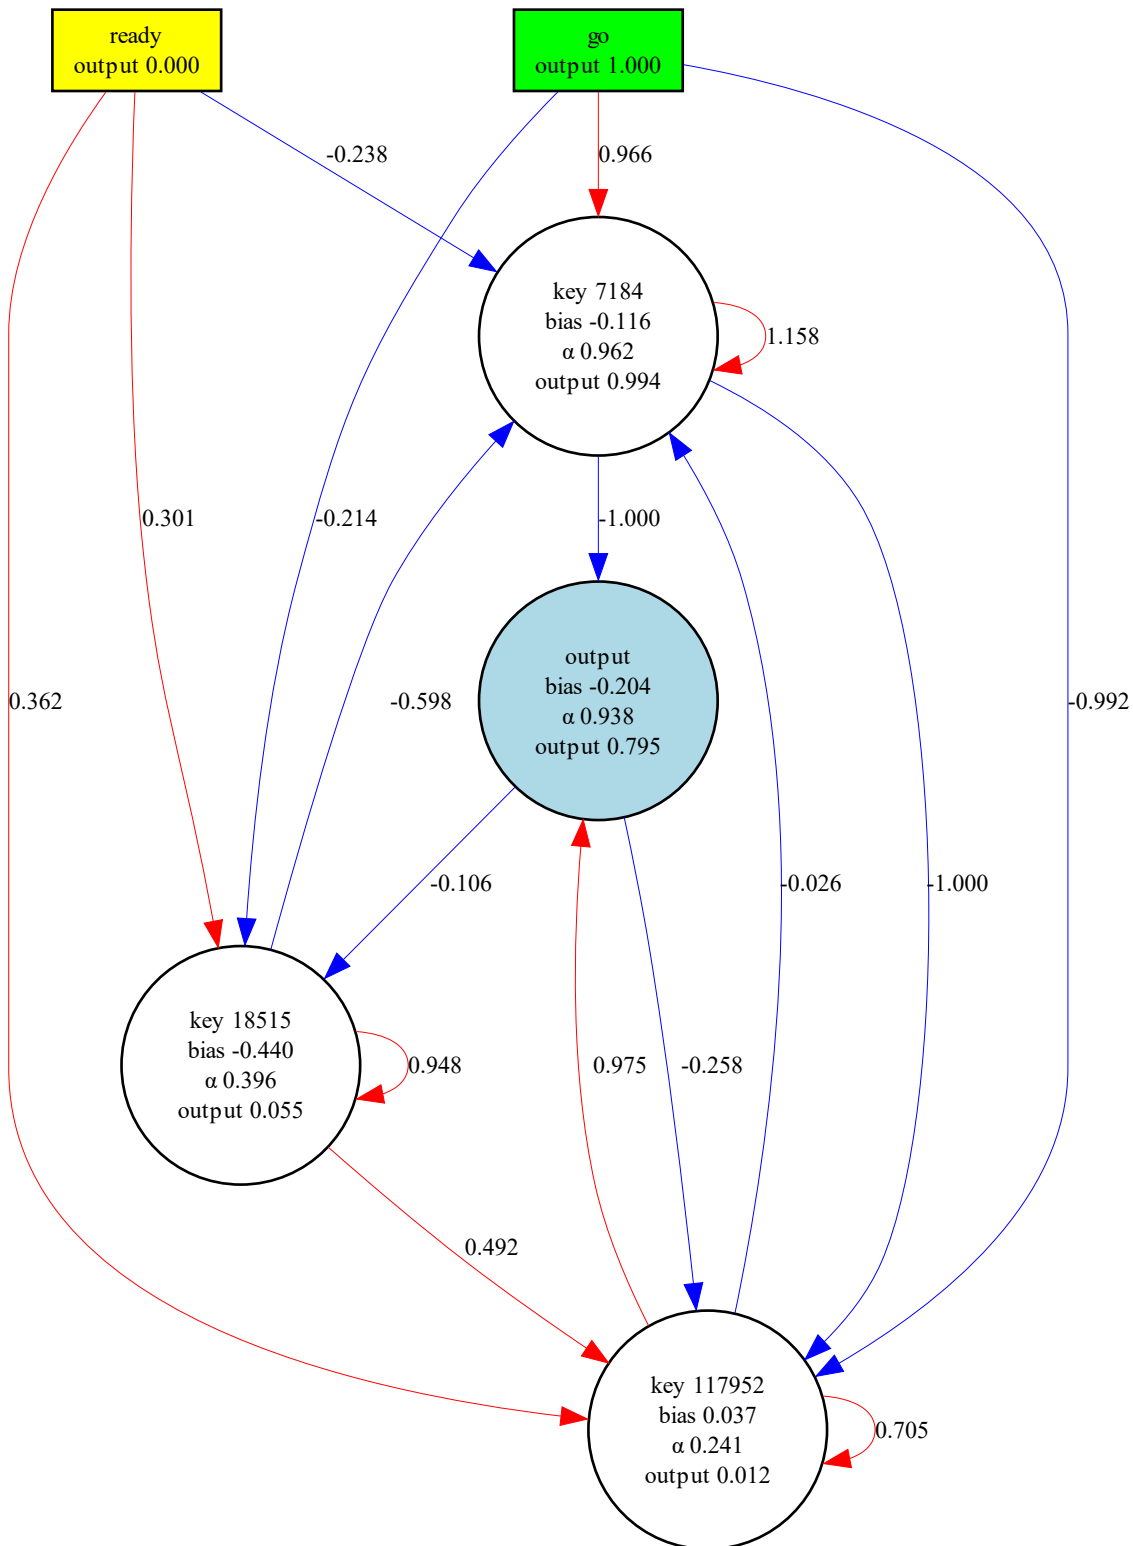 ready
output 0.000
go
output 1.000
-0.238
0.966
key 7184
bias -0.116
α 0.962
output 0.994
1.158
0.301
-0.214
-1.000
output
bias -0.204
α 0.938
output 0.795
0.362
-0.598
-0.992
-0.106
-0.026
-1.000
key 18515
bias -0.440
α 0.396
output 0.055
0.948
0.975
-0.258
0.492
key 117952
bias 0.037
α 0.241
output 0.012
0.705